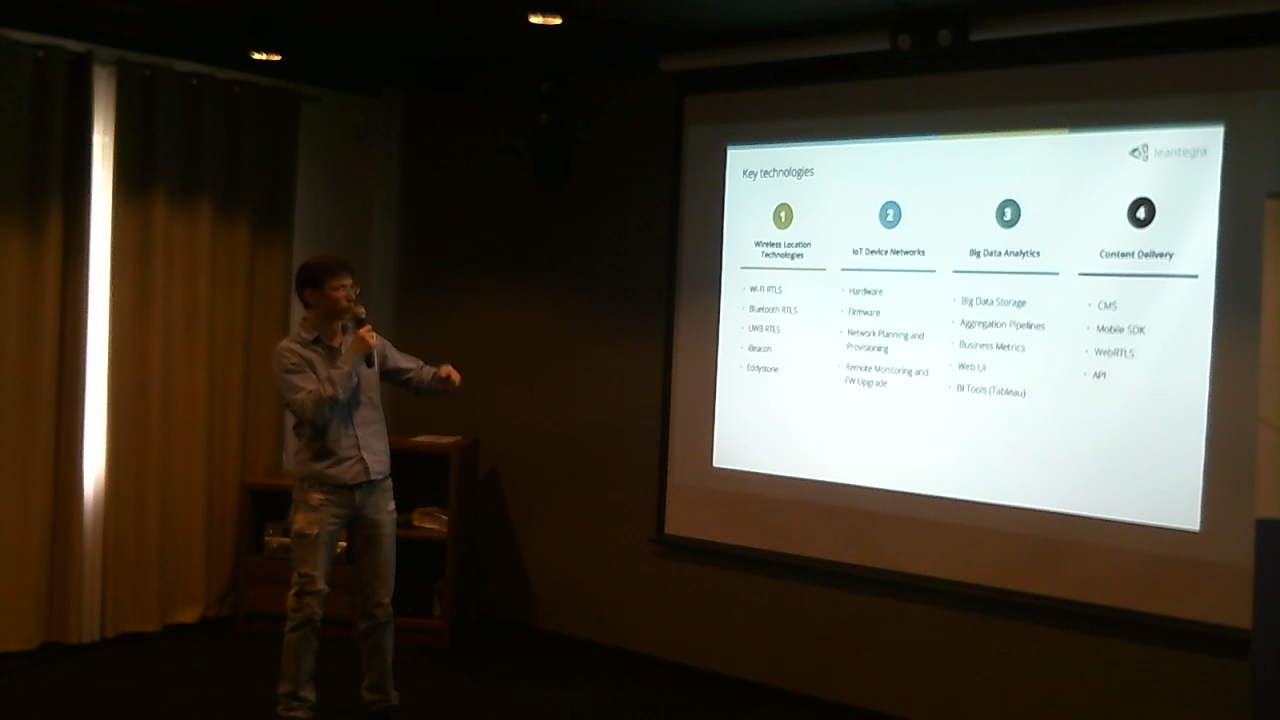 leantegra
Key technologies
1
Wireless Location
Technologies
Wi-Fi RTLS
Bluetooth RTLS
UWB RTLS
iBeacon
Eddystone
2
IoT Device Networks
Hardware
Firmware
Network Planning and
Provisioning
Remote Monitoring and
FW Upgrade
3
Big Data Analytics
Big Data Storage
Aggregation Pipelines
Business Metrics
Web UI
BI Tools (Tableau)
4
Content Delivery
CMS
Mobile SDK
WebRTLS
API